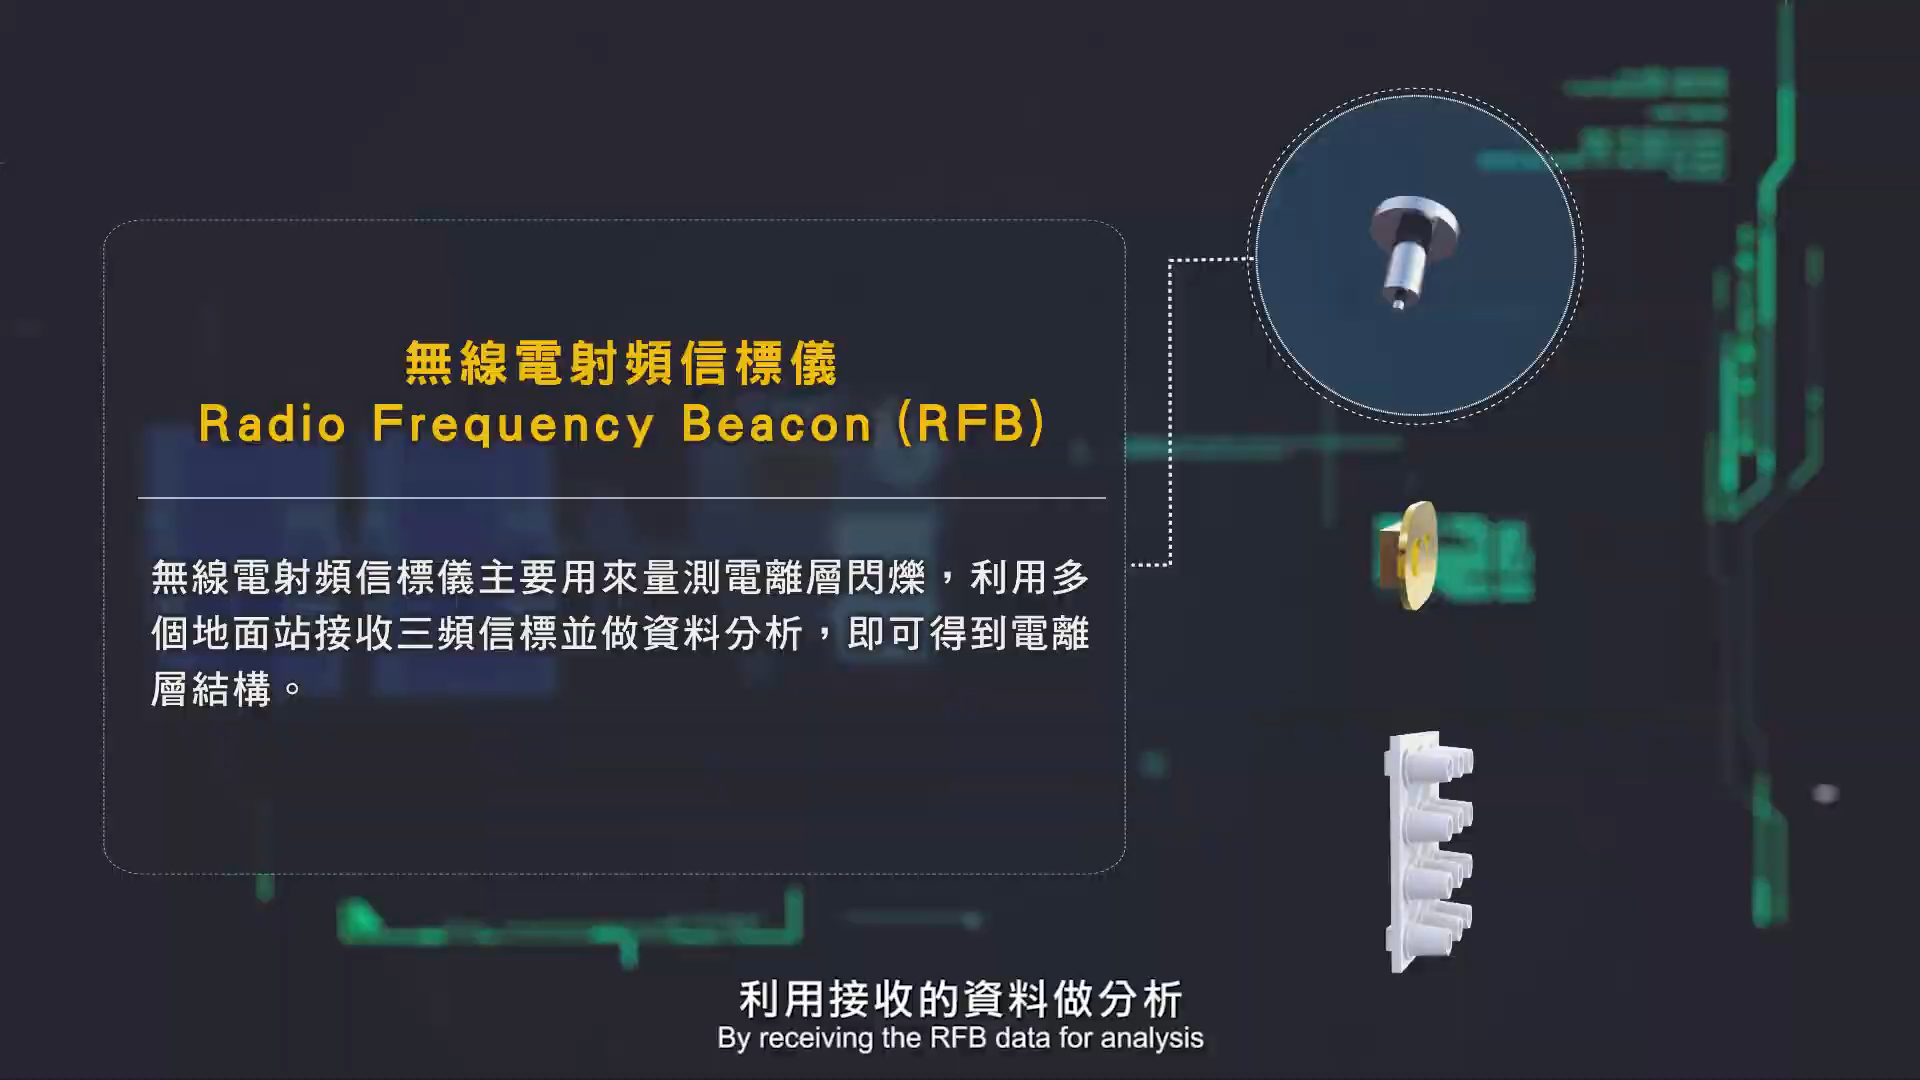 無線電射頻信標儀
Radio Frequency Beacon (RFB)
無線電射頻信標儀主要用來量測電離層閃爍，利用多
個地面站接收三頻信標並做資料分析，即可得到電離
層結構。
利用接收的資料做分析
By receiving the RFB data for analysis